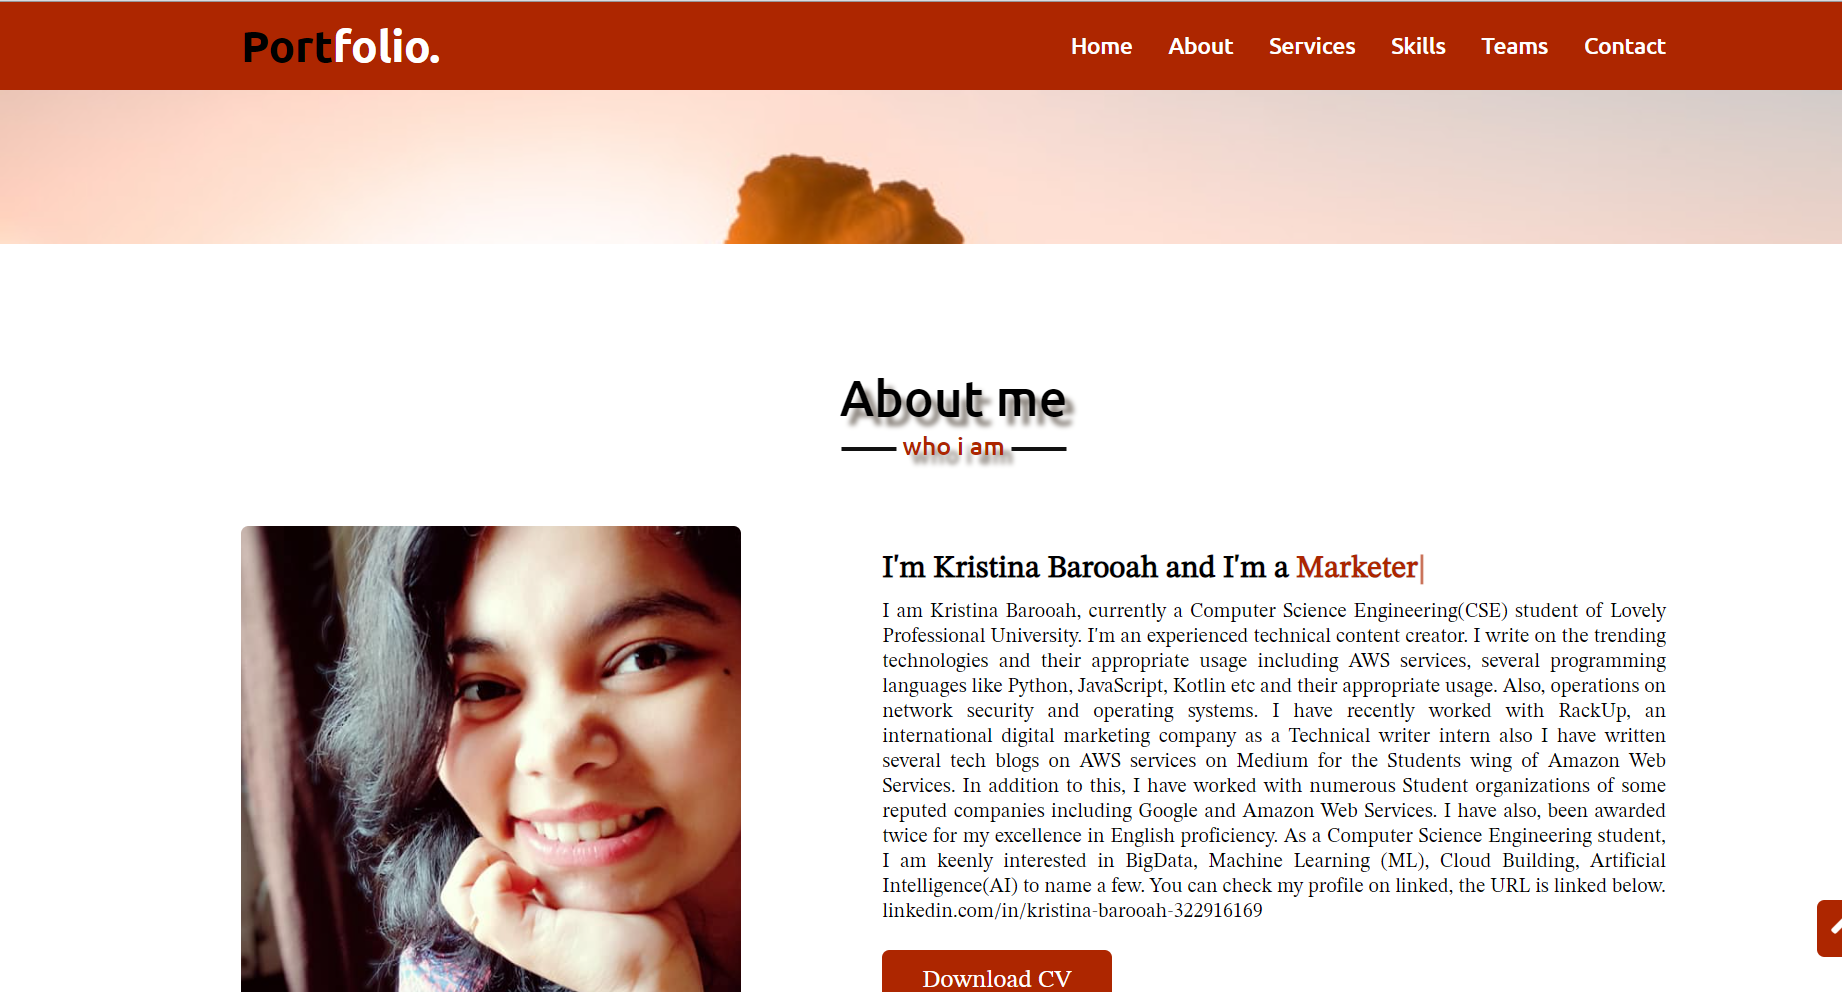 Portfolio.
Home About Services Skills Teams Contact
About me
who i am
I'm Kristina Barooah and I'm a Marketer|
I am Kristina Barooah, currently a Computer Science Engineering(CSE) student of Lovely
Professional University. I'm an experienced technical content creator. I write on the trending
technologies and their appropriate usage including AWS services, several programming
languages like Python, JavaScript, Kotlin etc and their appropriate usage. Also, operations on
network security and operating systems. I have recently worked with RackUp, an
international digital marketing company as a Technical writer intern also I have written
several tech blogs on AWS services on Medium for the Students wing of Amazon Web
Services. In addition to this, I have worked with numerous Student organizations of some
reputed companies including Google and Amazon Web Services. I have also, been awarded
twice for my excellence in English proficiency. As a Computer Science Engineering student,
I am keenly interested in BigData, Machine Learning (ML), Cloud Building, Artificial
Intelligence(AI) to name a few. You can check my profile on linked, the URL is linked below.
linkedin.com/in/kristina-barooah-322916169
Download CV